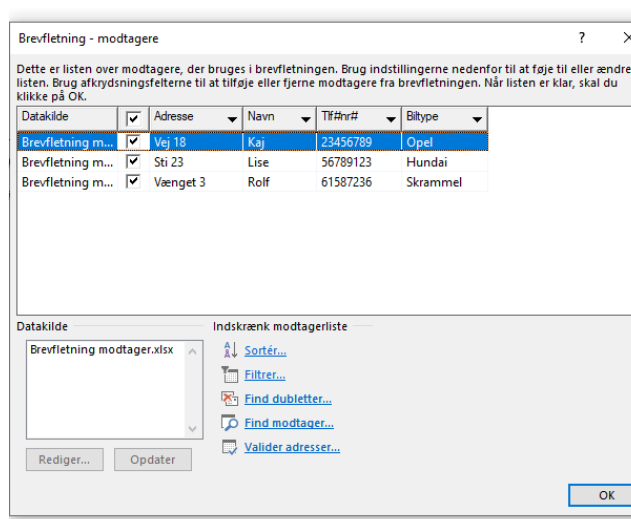 Brevfletning - modtagere
Dette er listen over modtagere, der bruges i brevfletningen. Brug indstillingerne nedenfor til at føje til eller ændre
listen. Brug afkrydsningsfelterne til at tilføje eller fjerne modtagere fra brevfletningen. Når listen er klar, skal du
klikke på OK.
Datakilde Adresse Navn Tlf#nr# Biltype
Brevfletning m... Vej 18 Kaj 23456789 Opel
Brevfletning m... Sti 23 Lise 56789123 Hundai
Brevfletning m... Vænget 3 Rolf 61587236 Skrammel
Datakilde Indskrænk modtagerliste
Brevfletning modtager.xlsx
Sortér...
Filtrer...
Find dubletter...
Find modtager...
Valider adresser...
Rediger... Opdater
OK